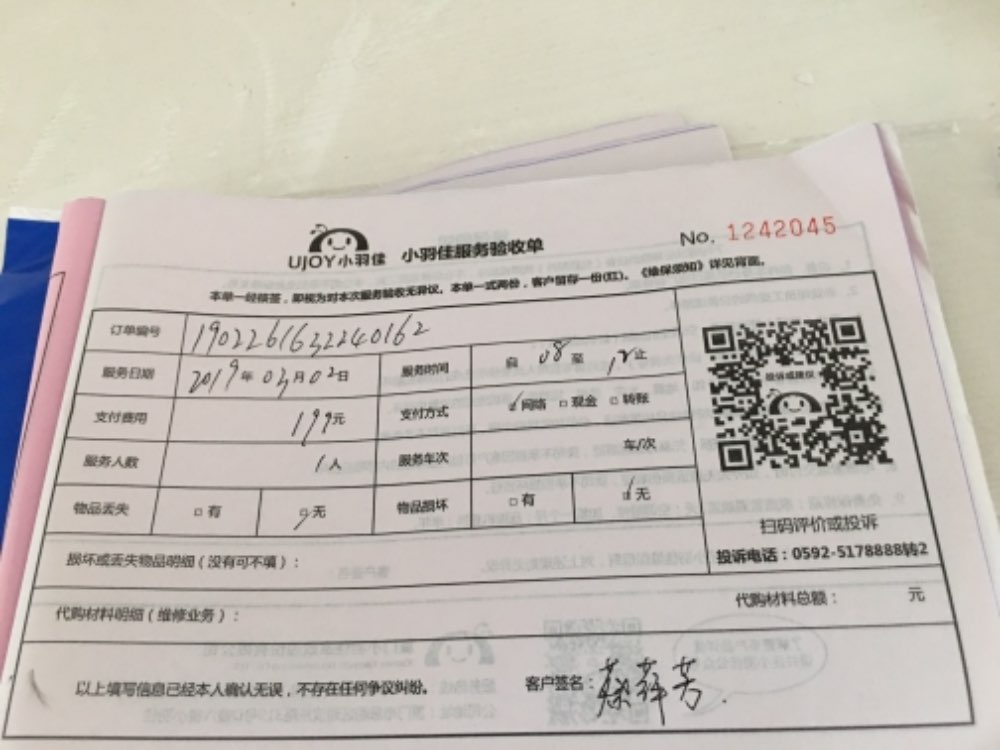 UJOY小羽佳 小羽佳服务验收单 No. 1242045
本单一经核签，即视为对本次服务验收无异议。本单一式两份，客户留存一份(红)。《维保须知》详见背面。
订单编号 1902261632240162
服务日期 2019年03月02日 服务时间 自08至12止
支付费用 199元 支付方式 ☑网络 □现金 □转账
服务人数 1人 服务车次 车/次
物品丢失 □有 ☑无 物品损坏 □有 ☑无
投诉或建议
扫码评价或投诉
投诉电话：0592-5178888转2
损坏或丢失物品明细（没有可不填）：
代购材料明细（维修业务）： 代购材料总额： 元
以上填写信息已经本人确认无误，不存在任何争议纠纷。 客户签名：